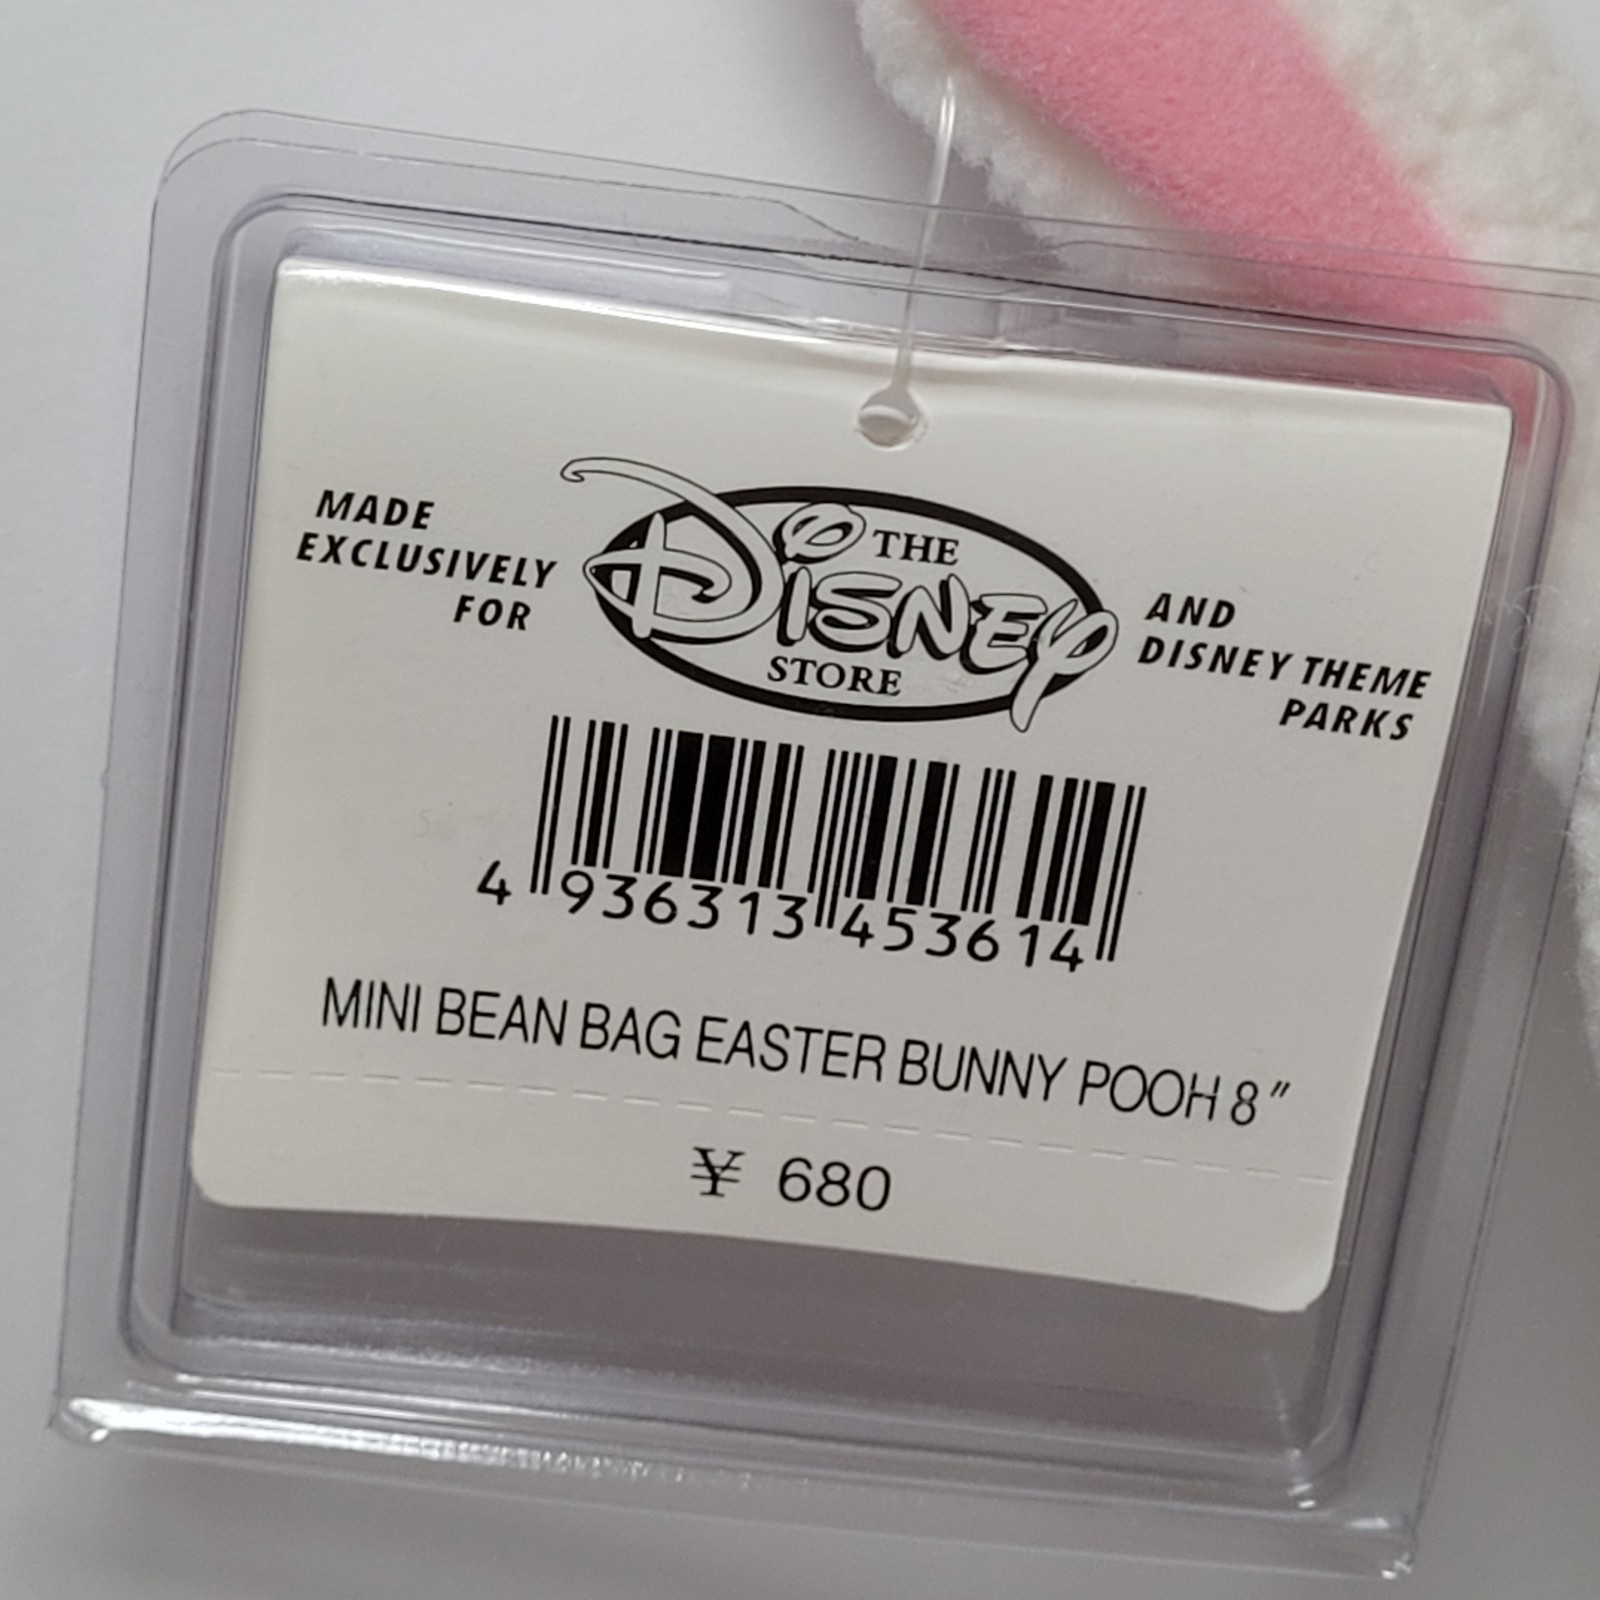 MADE
EXCLUSIVELY
FOR
THE
DISNEY
STORE
AND
DISNEY THEME
PARKS
4 936313 453614
MINI BEAN BAG EASTER BUNNY POOH 8"
¥ 680